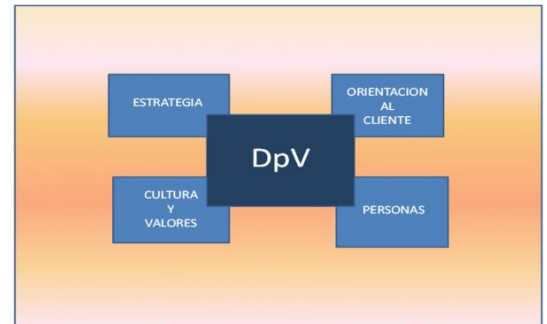 ESTRATEGIA
ORIENTACION
AL
CLIENTE
DpV
CULTURA
Y
VALORES
PERSONAS